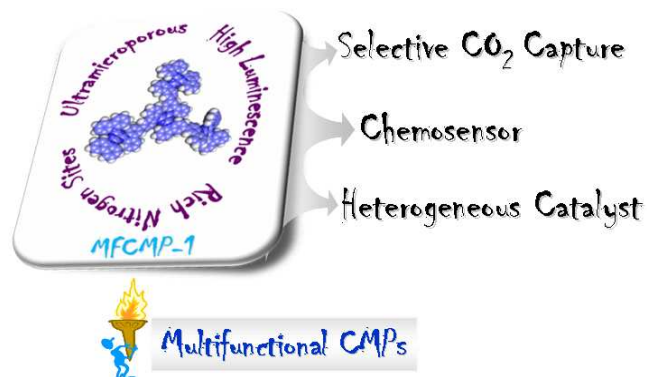 Ultramicroporous
High Luminescence
Rich Nitrogen Sites
MFCMP-1
Selective CO₂ Capture
Chemosensor
Heterogeneous Catalyst
Multifunctional CMPs